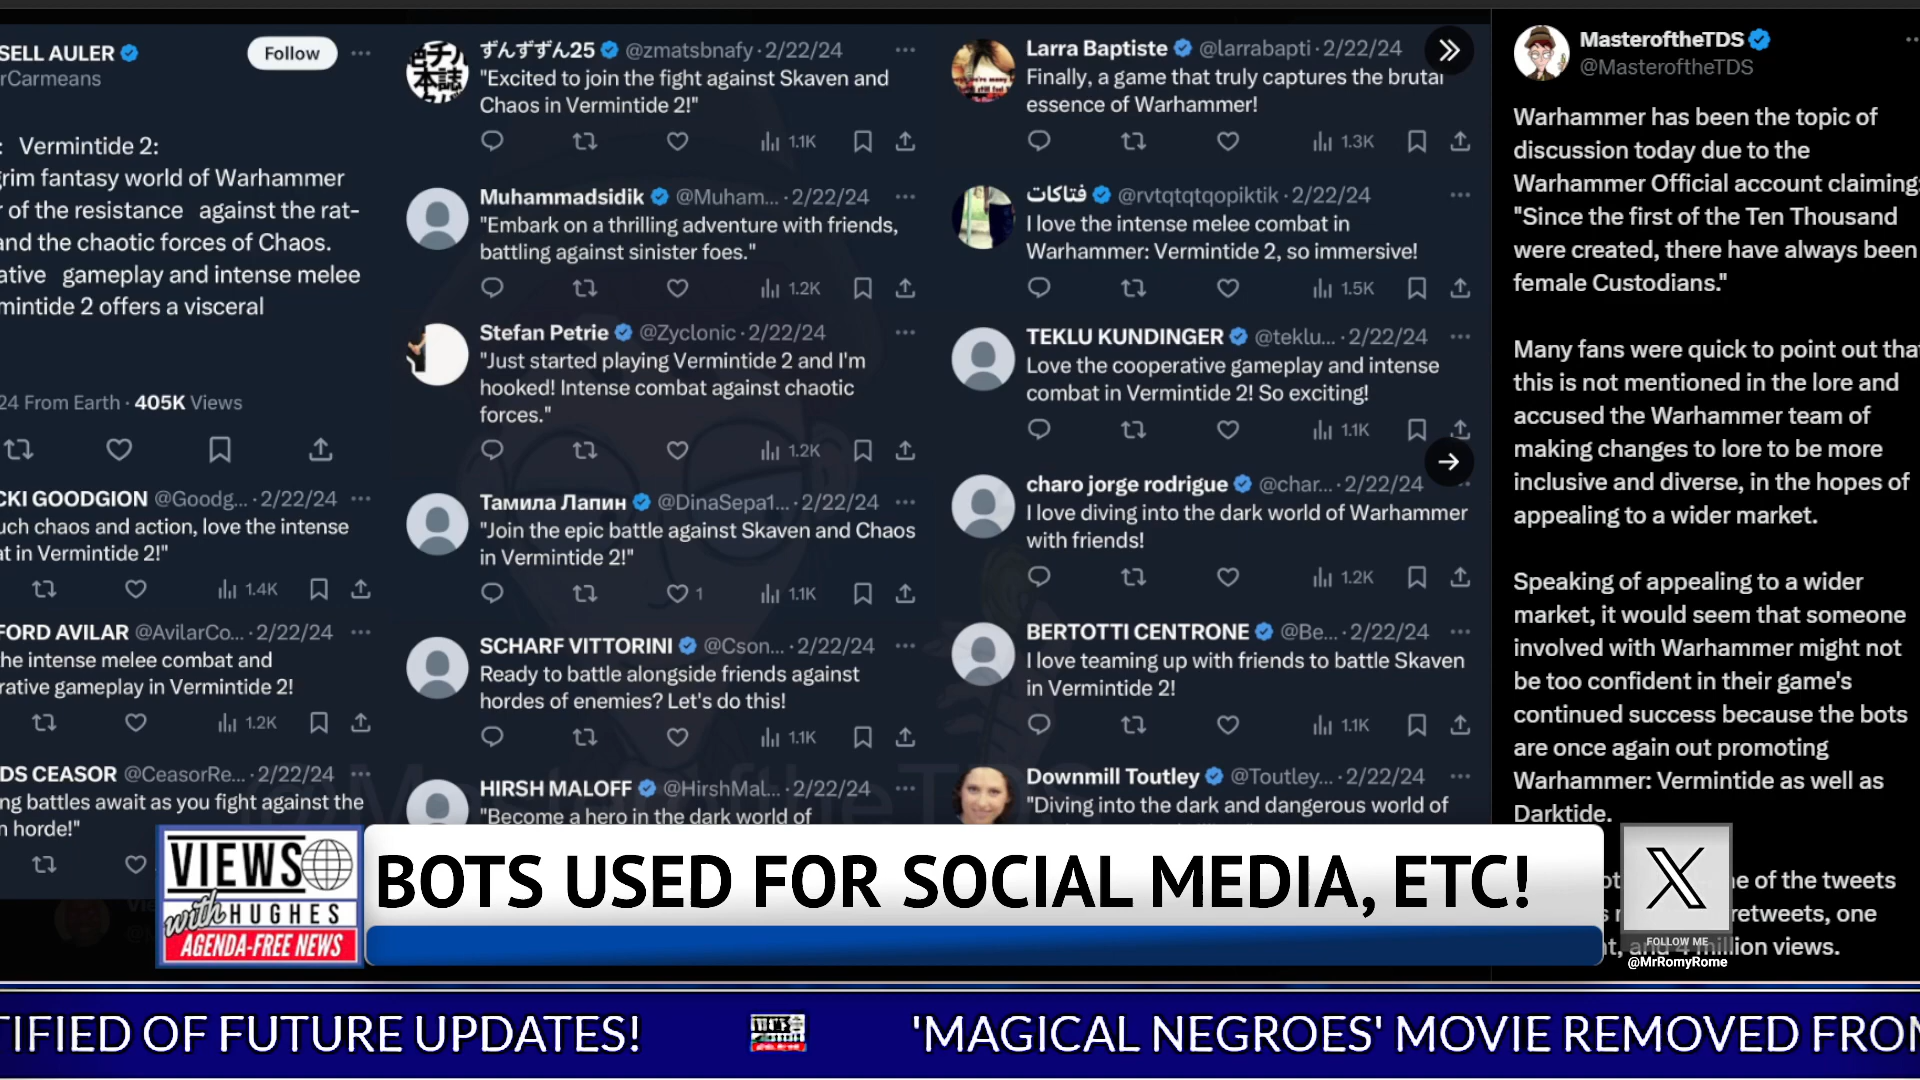 SELL AULER
Follow
rCarmeans
: Vermintide 2:
rim fantasy world of Warhammer
r of the resistance against the rat-
and the chaotic forces of Chaos.
ative gameplay and intense melee
mintide 2 offers a visceral
24 From Earth · 405K Views
CKI GOODGION @Goodg... · 2/22/24
uch chaos and action, love the intense
at in Vermintide 2!"
1.4K
FORD AVILAR @AvilarCo... · 2/22/24
he intense melee combat and
rative gameplay in Vermintide 2!
1.2K
DS CEASOR @CeasorRe... · 2/22/24
ng battles await as you fight against the
n horde!"
ずんずずん25 @zmatsbnafy · 2/22/24
"Excited to join the fight against Skaven and
Chaos in Vermintide 2!"
1.1K
Muhammadsidik @Muham... · 2/22/24
"Embark on a thrilling adventure with friends,
battling against sinister foes."
1.2K
Stefan Petrie @Zyclonic · 2/22/24
"Just started playing Vermintide 2 and I'm
hooked! Intense combat against chaotic
forces."
1.2K
Тамила Лапин @DinaSepa1... · 2/22/24
"Join the epic battle against Skaven and Chaos
in Vermintide 2!"
1 1.1K
SCHARF VITTORINI @Cson... · 2/22/24
Ready to battle alongside friends against
hordes of enemies? Let's do this!
1.1K
HIRSH MALOFF @HirshMal... · 2/22/24
"Become a hero in the dark world of
Larra Baptiste @larrabapti · 2/22/24
Finally, a game that truly captures the brutal
essence of Warhammer!
1.3K
فتاكات @rvtqtqtqopiktik · 2/22/24
I love the intense melee combat in
Warhammer: Vermintide 2, so immersive!
1.5K
TEKLU KUNDINGER @teklu... · 2/22/24
Love the cooperative gameplay and intense
combat in Vermintide 2! So exciting!
1.1K
charo jorge rodrigue @char... · 2/22/24
I love diving into the dark world of Warhammer
with friends!
1.2K
BERTOTTI CENTRONE @Be... · 2/22/24
I love teaming up with friends to battle Skaven
in Vermintide 2!
1.1K
Downmill Toutley @Toutley... · 2/22/24
"Diving into the dark and dangerous world of
MasteroftheTDS
@MasteroftheTDS
Warhammer has been the topic of
discussion today due to the
Warhammer Official account claiming:
"Since the first of the Ten Thousand
were created, there have always been
female Custodians."
Many fans were quick to point out that
this is not mentioned in the lore and
accused the Warhammer team of
making changes to lore to be more
inclusive and diverse, in the hopes of
appealing to a wider market.
Speaking of appealing to a wider
market, it would seem that someone
involved with Warhammer might not
be too confident in their game's
continued success because the bots
are once again out promoting
Warhammer: Vermintide as well as
Darktide.
e of the tweets
retweets, one
t, and 4 million views.
@MasteroftheTDS
VIEWS
with HUGHES
AGENDA-FREE NEWS
BOTS USED FOR SOCIAL MEDIA, ETC!
FOLLOW ME
@MrRomyRome
TIFIED OF FUTURE UPDATES! 'MAGICAL NEGROES' MOVIE REMOVED FROM